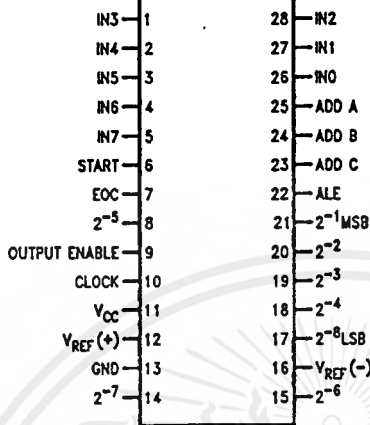 IN3 1 28 IN2
IN4 2 27 IN1
IN5 3 26 IN0
IN6 4 25 ADD A
IN7 5 24 ADD B
START 6 23 ADD C
EOC 7 22 ALE
2⁻⁵ 8 21 2⁻¹MSB
OUTPUT ENABLE 9 20 2⁻²
CLOCK 10 19 2⁻³
VCC 11 18 2⁻⁴
VREF(+) 12 17 2⁻⁸LSB
GND 13 16 VREF(-)
2⁻⁷ 14 15 2⁻⁶